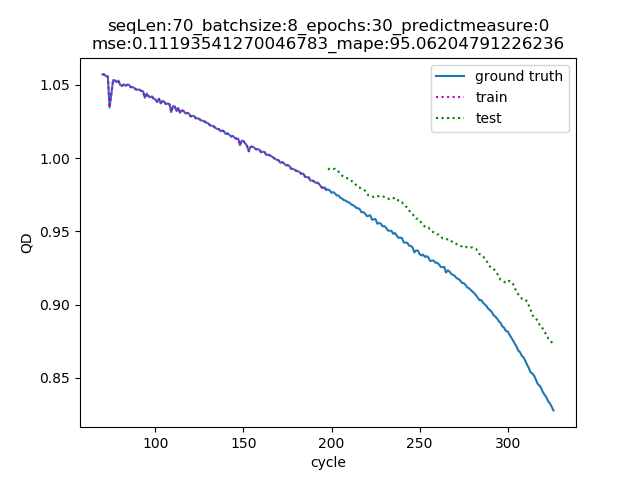 seqLen:70_batchsize:8_epochs:30_predictmeasure:0
mse:0.11193541270046783_mape:95.06204791226236
ground truth
train
test
1.05
1.00
0.95
0.90
0.85
QD
100 150 200 250 300
cycle